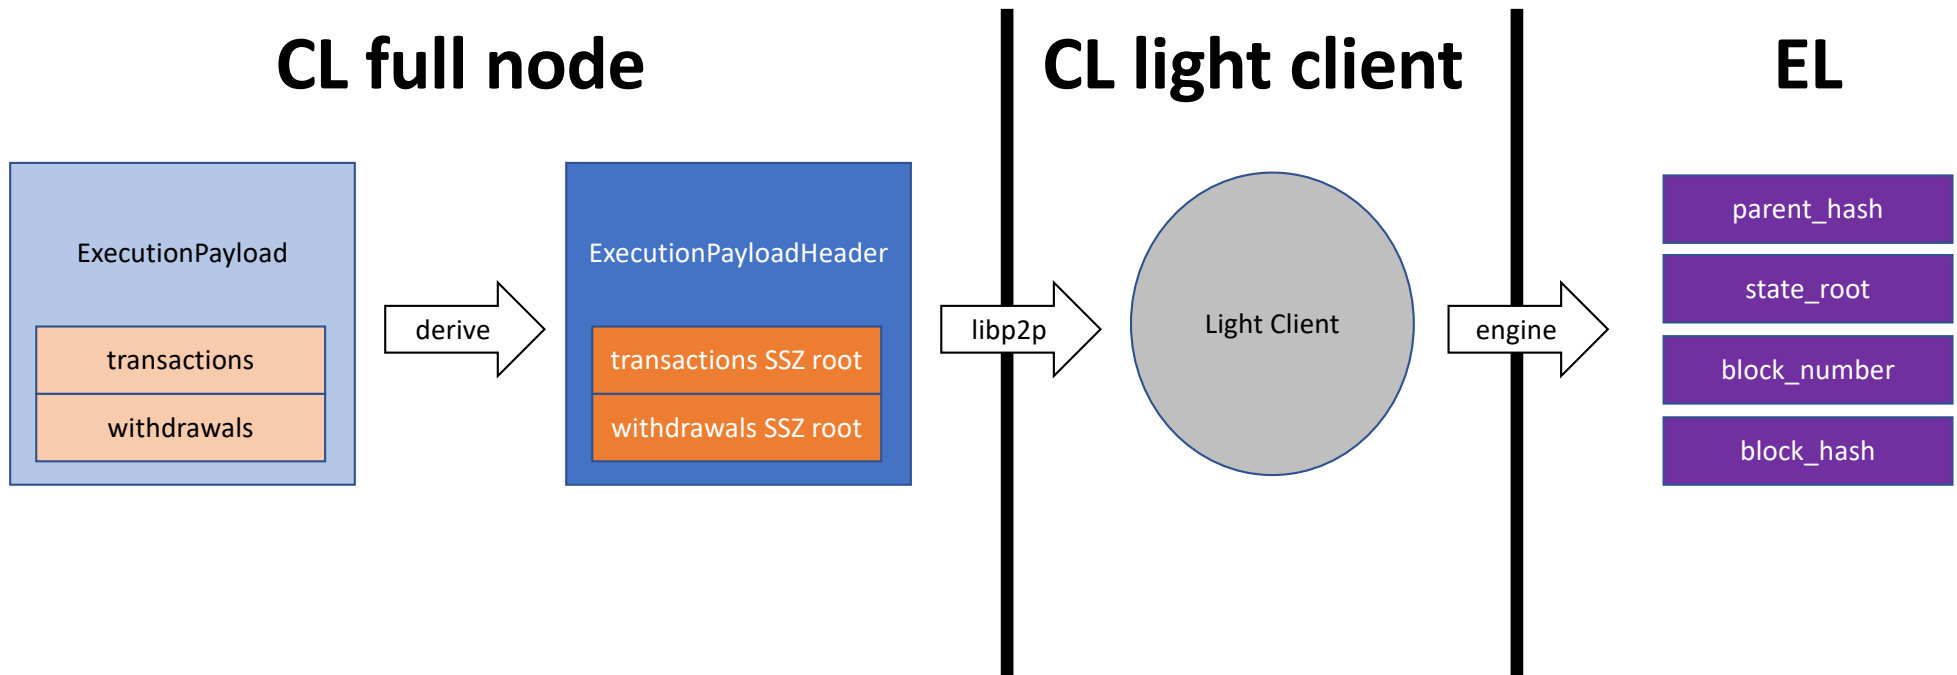 CL full node
CL light client
EL
ExecutionPayload
transactions
withdrawals
derive
ExecutionPayloadHeader
transactions SSZ root
withdrawals SSZ root
libp2p
Light Client
engine
parent_hash
state_root
block_number
block_hash